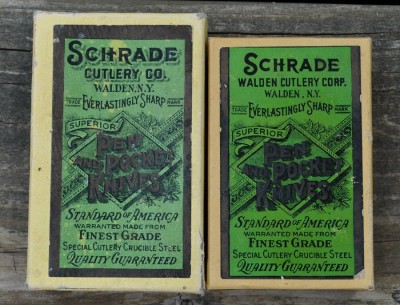 SCHRADE
CUTLERY CO.
WALDEN, N.Y.
TRADE EVERLASTINGLY SHARP MARK
SUPERIOR
PEN
AND POCKET
KNIVES
STANDARD OF AMERICA
WARRANTED MADE FROM
FINEST GRADE
SPECIAL CUTLERY CRUCIBLE STEEL
QUALITY GUARANTEED
SCHRADE
WALDEN CUTLERY CORP.
WALDEN, N.Y.
TRADE EVERLASTINGLY SHARP MARK
SUPERIOR
PEN
AND POCKET
KNIVES
STANDARD OF AMERICA
WARRANTED MADE FROM
FINEST GRADE
SPECIAL CUTLERY CRUCIBLE STEEL
QUALITY GUARANTEED